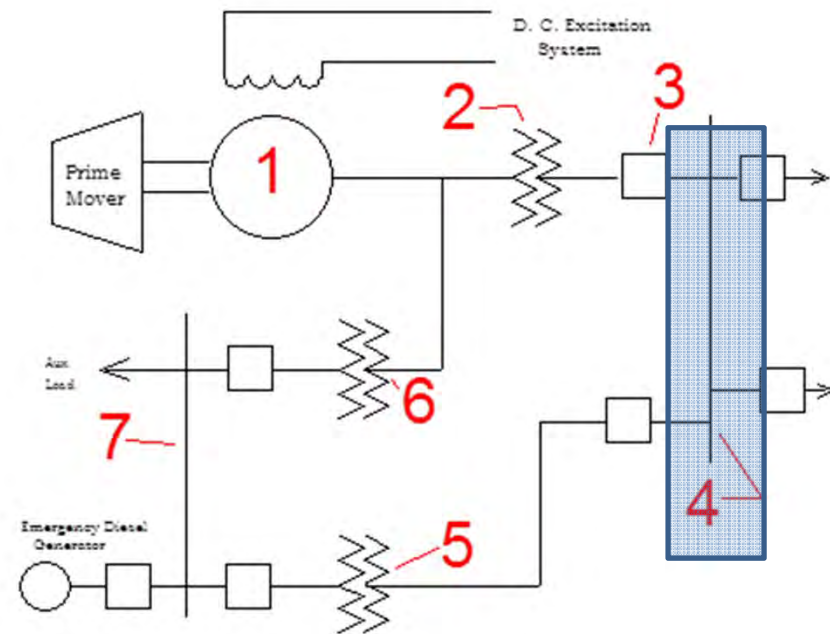 D. C. Excitation
System
2
3
Prime
Mover
1
Aux.
Load
6
7
4
5
Emergency Diesel
Generator